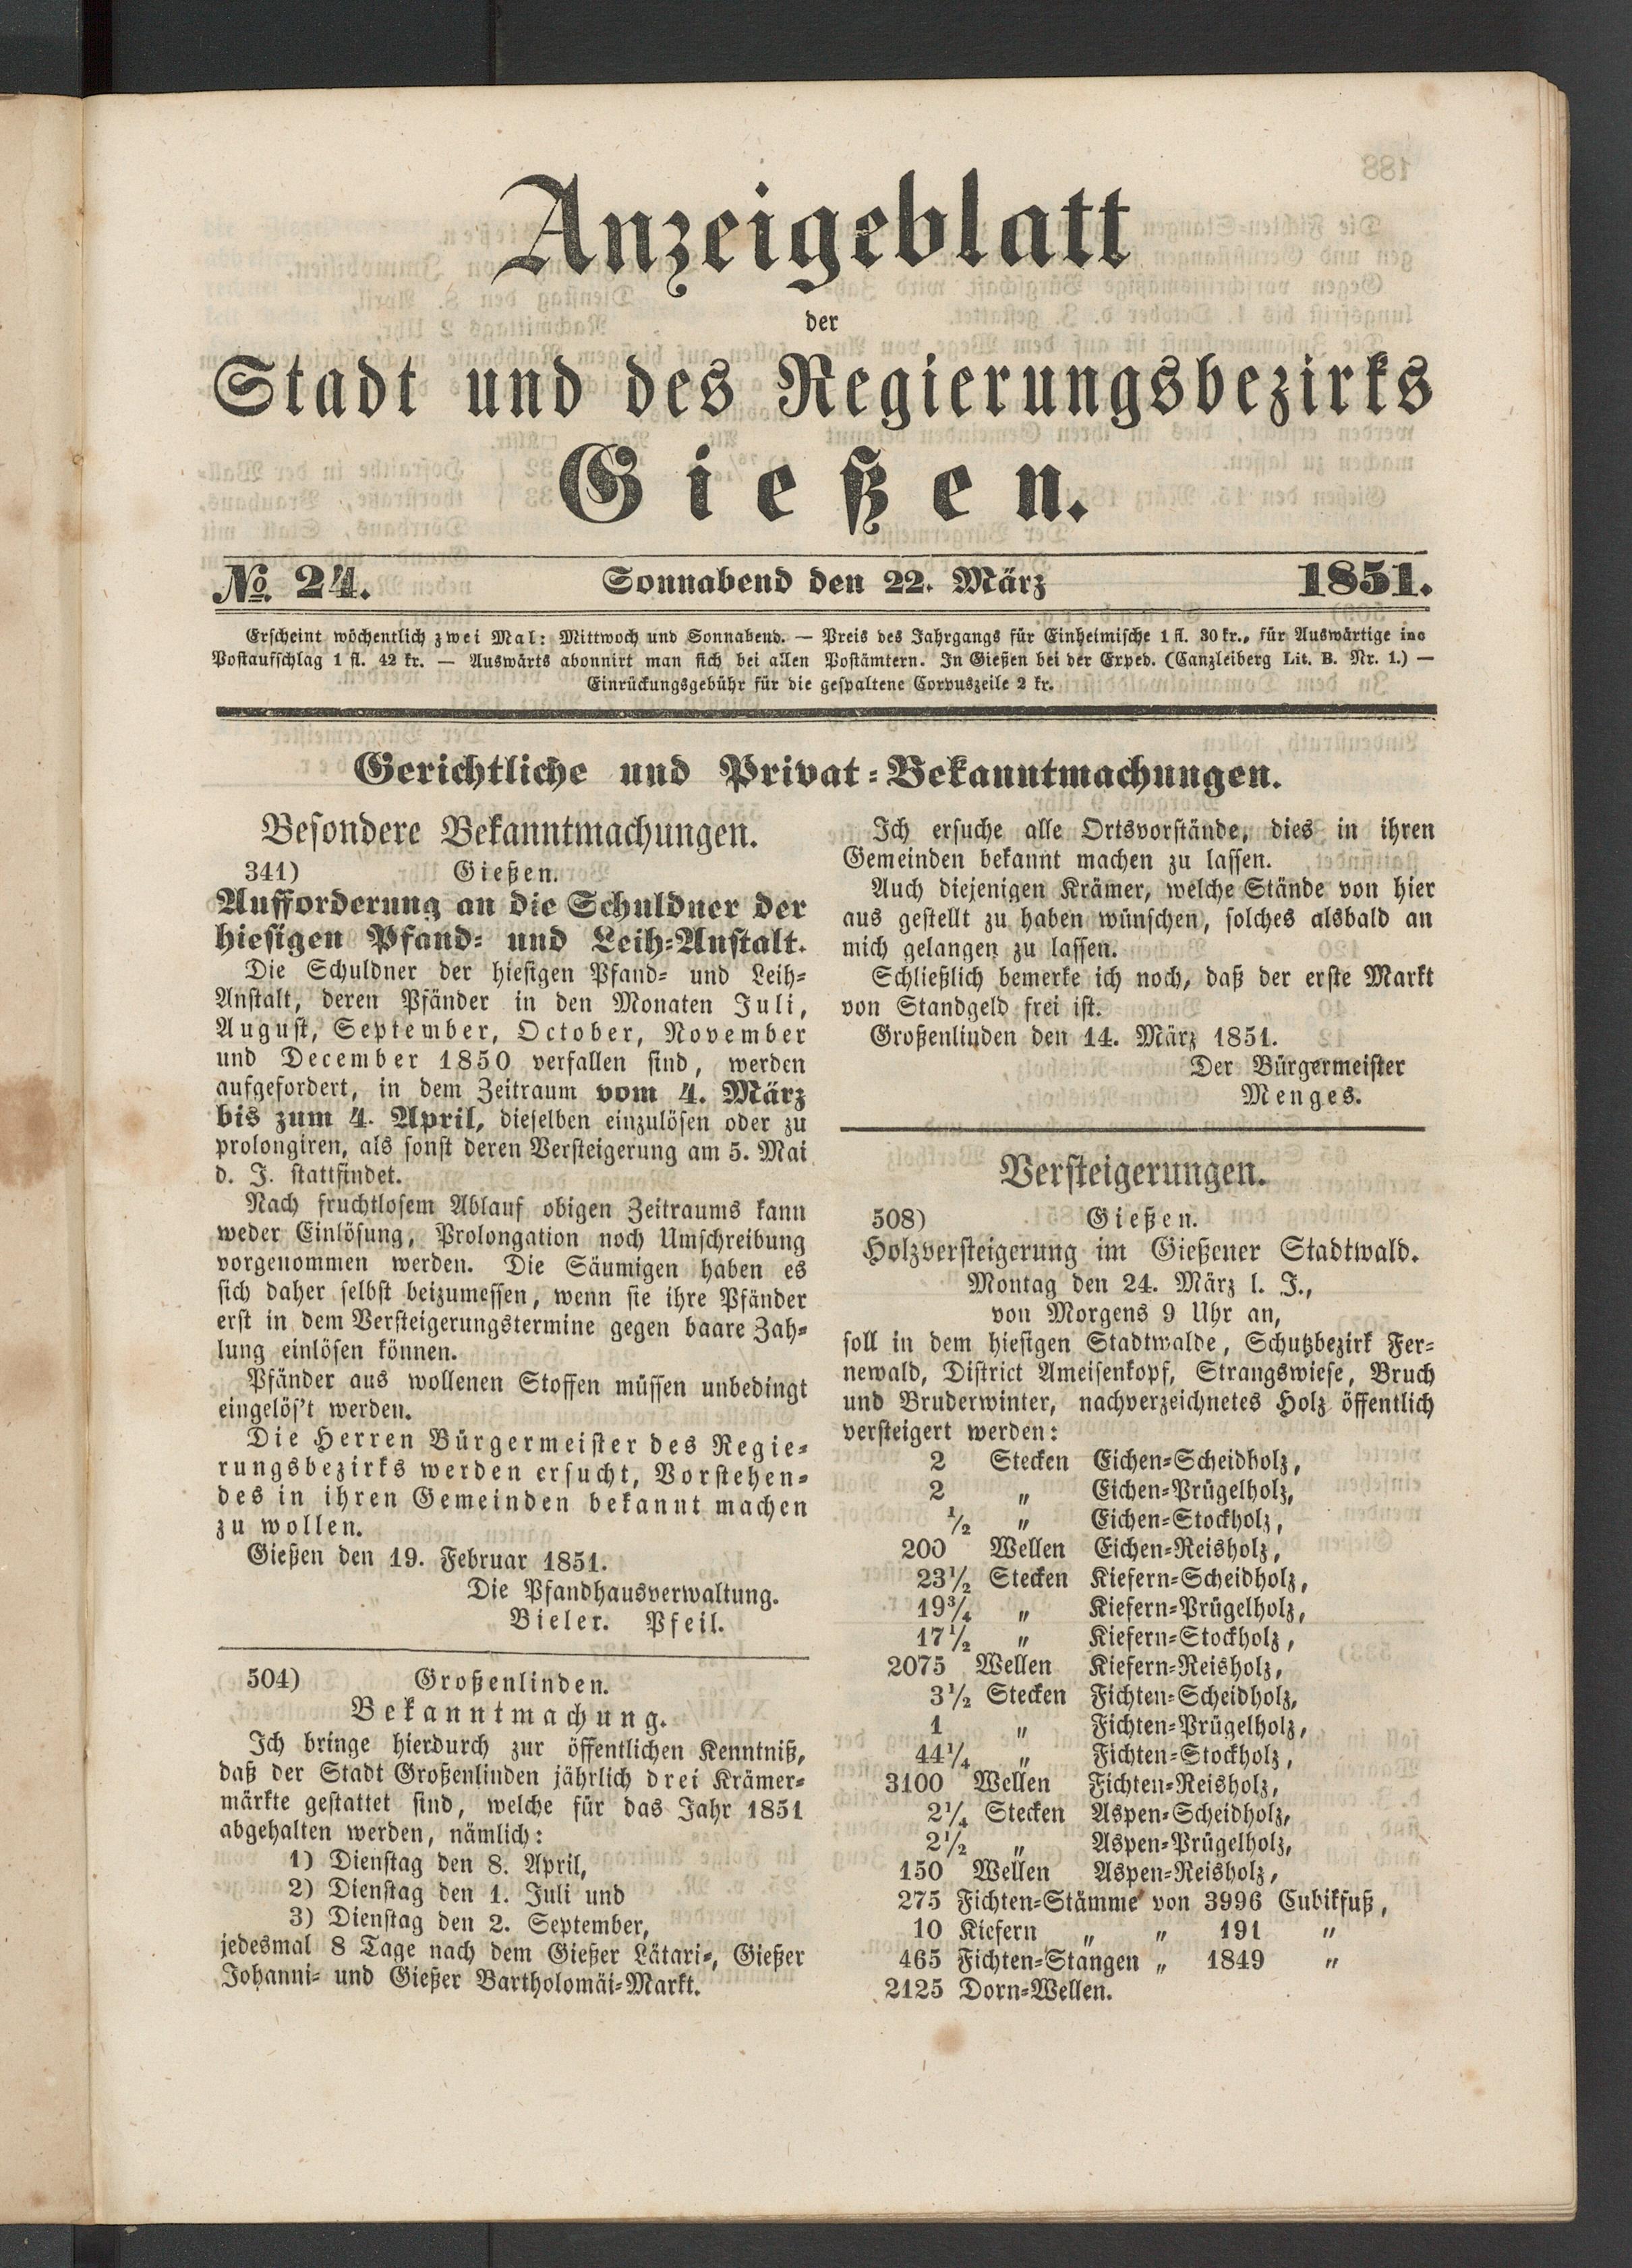 Anzeigeblatt
der
Stadt und des Regierungsbezirks
Gießen.
№. 24. Sonnabend den 22. März 1851.
Erscheint wöchentlich zwei Mal: Mittwoch und Sonnabend. — Preis des Jahrgangs für Einheimische 1 fl. 30 kr., für Auswärtige
Postaufschlag 1 fl. 42 kr. — Auswärts abonnirt man sich bei allen Postämtern. In Gießen bei der Exped. (Canzleiberg Lit. B. Nr. 1.) —
Einrückungsgebühr für die gespaltene Corpuszeile 2 kr.
Gerichtliche und Privat-Bekanntmachungen.
Besondere Bekanntmachungen.
341) Gießen.
Aufforderung an die Schuldner der
hiesigen Pfand- und Leih-Anstalt.
Die Schuldner der hiesigen Pfand- und Leih-
Anstalt, deren Pfänder in den Monaten Juli,
August, September, October, November
und December 1850 verfallen sind, werden
aufgefordert, in dem Zeitraum vom 4. März
bis zum 4. April, dieselben einzulösen oder zu
prolongiren, als sonst deren Versteigerung am 5. Mai
d. J. stattfindet.
Nach fruchtlosem Ablauf obigen Zeitraums kann
weder Einlösung, Prolongation noch Umschreibung
vorgenommen werden. Die Säumigen haben es
sich daher selbst beizumessen, wenn sie ihre Pfänder
erst in dem Versteigerungstermine gegen baare Zah-
lung einlösen können.
Pfänder aus wollenen Stoffen müssen unbedingt
eingelös't werden.
Die Herren Bürgermeister des Regie-
rungsbezirks werden ersucht, Vorstehen-
des in ihren Gemeinden bekannt machen
zu wollen.
Gießen den 19. Februar 1851.
Die Pfandhausverwaltung.
Bieler. Pfeil.
504) Großenlinden.
Bekanntmachung.
Ich bringe hierdurch zur öffentlichen Kenntniß,
daß der Stadt Großenlinden jährlich drei Krämer-
märkte gestattet sind, welche für das Jahr 1851
abgehalten werden, nämlich:
1) Dienstag den 8. April,
2) Dienstag den 1. Juli und
3) Dienstag den 2. September,
jedesmal 8 Tage nach dem Gießer Lätari-, Gießer
Johanni- und Gießer Bartholomäi-Markt.
Ich ersuche alle Ortsvorstände, dies in ihren
Gemeinden bekannt machen zu lassen.
Auch diejenigen Krämer, welche Stände von hier
aus gestellt zu haben wünschen, solches alsbald an
mich gelangen zu lassen.
Schließlich bemerke ich noch, daß der erste Markt
von Standgeld frei ist.
Großenlinden den 14. März 1851.
Der Bürgermeister
Menges.
Versteigerungen.
508) Gießen.
Holzversteigerung im Gießener Stadtwald.
Montag den 24. März l. J.,
von Morgens 9 Uhr an,
soll in dem hiesigen Stadtwalde, Schutzbezirk Fer-
newald, District Ameisenkopf, Strangswiese, Bruch
und Bruderwinter, nachverzeichnetes Holz öffentlich
versteigert werden:
2 Stecken Eichen-Scheidholz,
2 „ Eichen-Prügelholz,
1/2 „ Eichen-Stockholz,
200 Wellen Eichen-Reisholz,
23 1/2 Stecken Kiefern-Scheidholz,
19 3/4 „ Kiefern-Prügelholz,
17 1/2 „ Kiefern-Stockholz,
2075 Wellen Kiefern-Reisholz,
3 1/2 Stecken Fichten-Scheidholz,
1 „ Fichten-Prügelholz,
44 1/4 „ Fichten-Stockholz,
3100 Wellen Fichten-Reisholz,
2 1/4 Stecken Aspen-Scheidholz,
2 1/2 „ Aspen-Prügelholz,
150 Wellen Aspen-Reisholz,
275 Fichten-Stämme von 3996 Cubikfuß,
10 Kiefern „ „ 191 „
465 Fichten-Stangen „ 1849 „
2125 Dorn-Wellen.